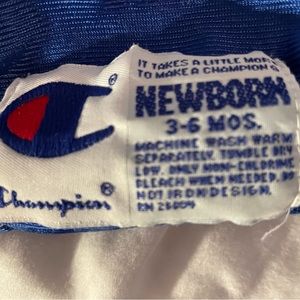 IT TAKES A LITTLE MORE
TO MAKE A CHAMPION ®
NEWBORN
3-6 MOS.
MACHINE WASH WARM
SEPARATELY. TUMBLE DRY
LOW. ONLY NON-CHLORINE
BLEACH WHEN NEEDED. DO
NOT IRON DESIGN.
RN 26094
®
Champion